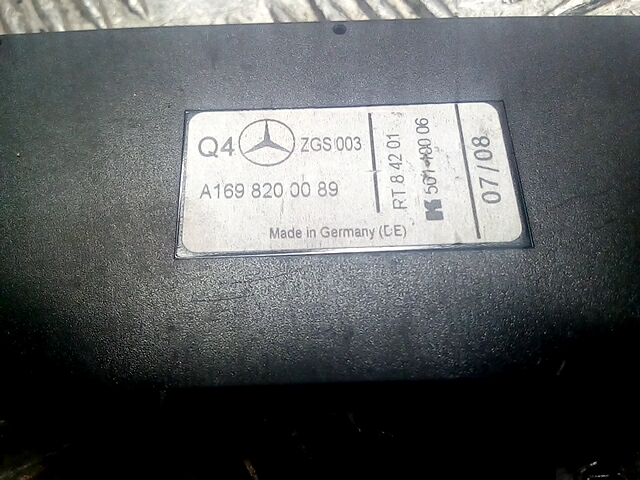 Q4 ZGS 003
A169 820 00 89
Made in Germany (DE)
RT 8 42 01
07/08